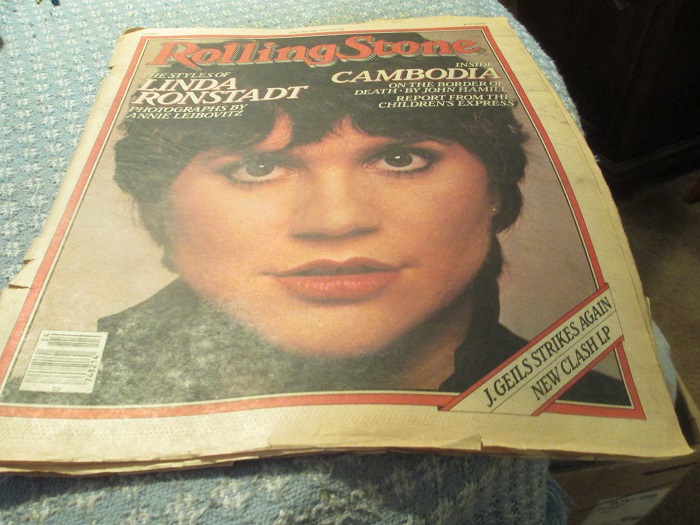 Rolling Stone
THE STYLES OF
LINDA
RONSTADT
PHOTOGRAPHS BY
ANNIE LEIBOVITZ
INSIDE
CAMBODIA
ON THE BORDER OF
DEATH · BY JOHN HAMILL
REPORT FROM THE
CHILDREN'S EXPRESS
J. GEILS STRIKES AGAIN
NEW CLASH LP